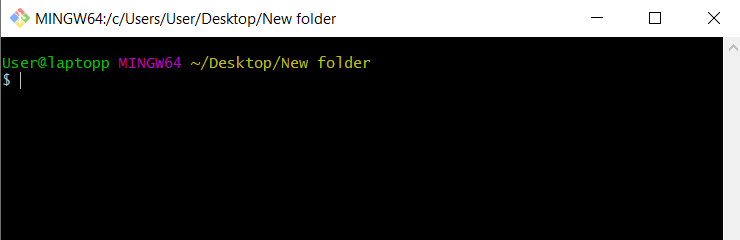 MINGW64:/c/Users/User/Desktop/New folder
User@laptopp MINGW64 ~/Desktop/New folder
$